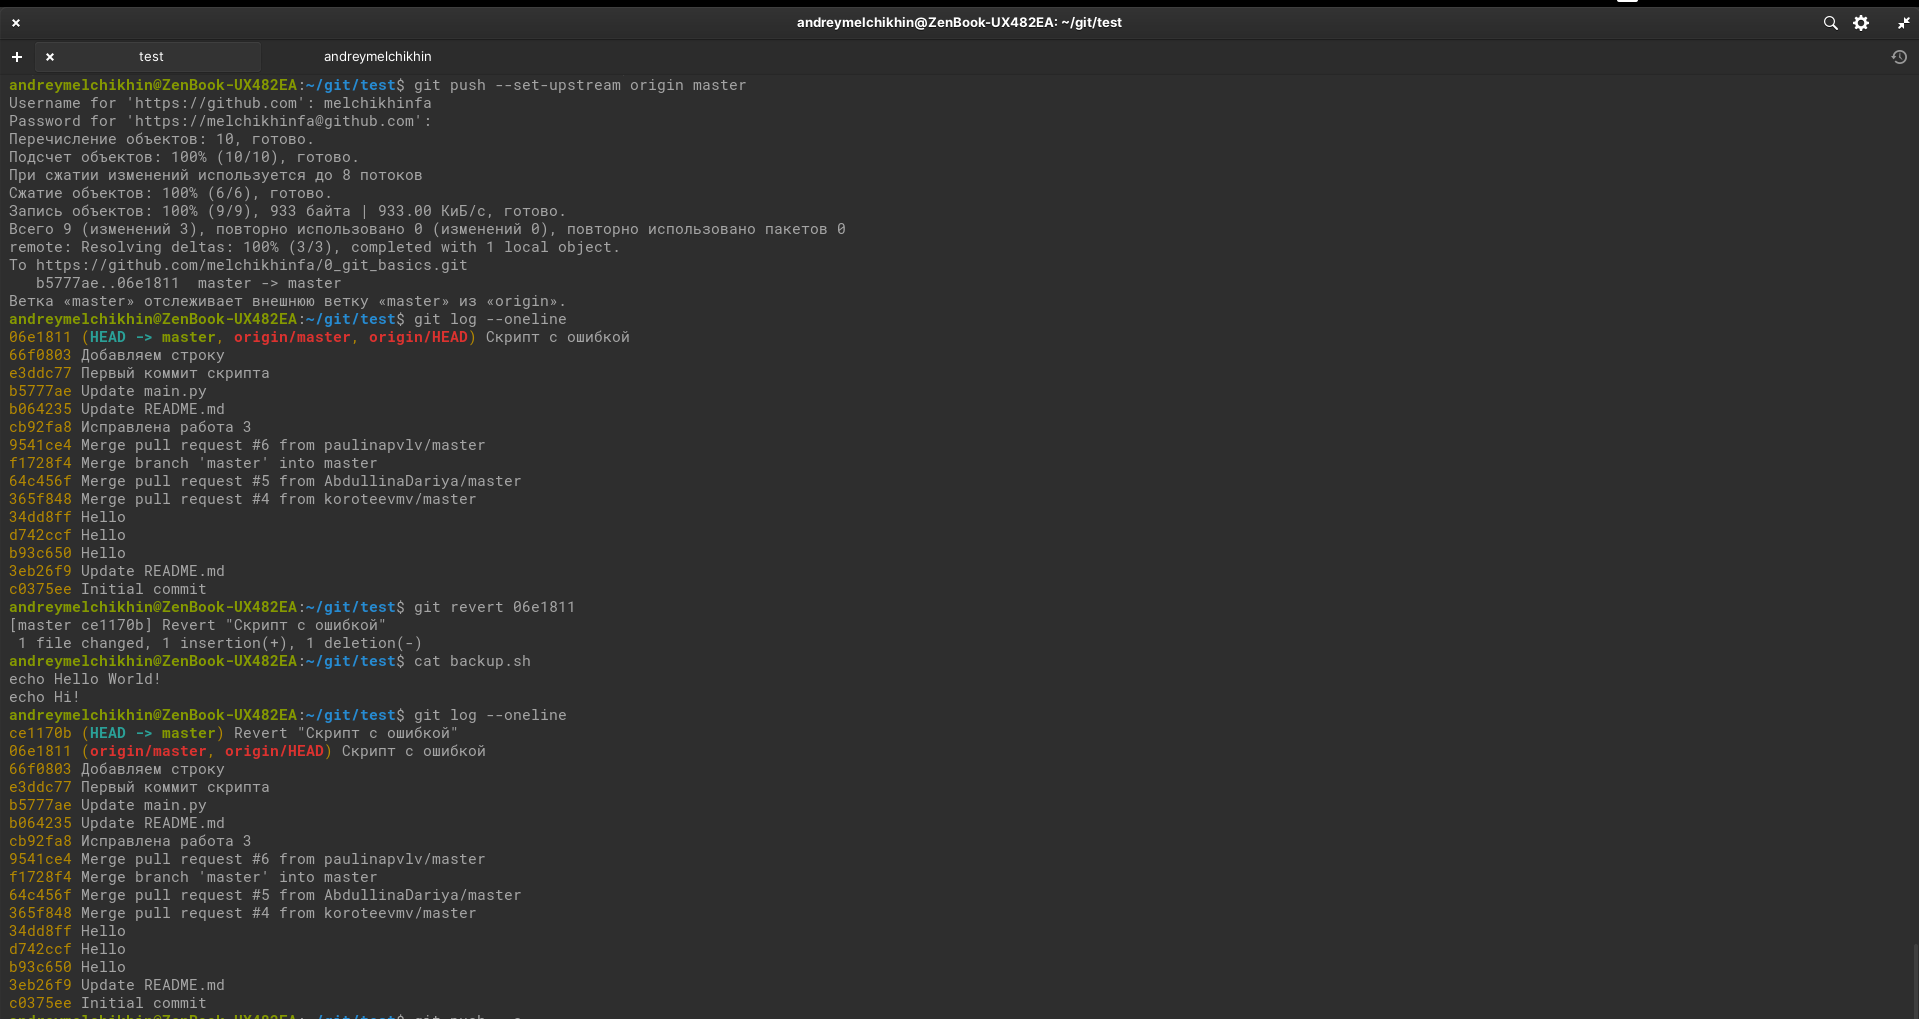 andreymelchikhin@ZenBook-UX482EA: ~/git/test
test
andreymelchikhin
andreymelchikhin@ZenBook-UX482EA:~/git/test$ git push --set-upstream origin master
Username for 'https://github.com': melchikhinfa
Password for 'https://melchikhinfa@github.com':
Перечисление объектов: 10, готово.
Подсчет объектов: 100% (10/10), готово.
При сжатии изменений используется до 8 потоков
Сжатие объектов: 100% (6/6), готово.
Запись объектов: 100% (9/9), 933 байта | 933.00 КиБ/с, готово.
Всего 9 (изменений 3), повторно использовано 0 (изменений 0), повторно использовано пакетов 0
remote: Resolving deltas: 100% (3/3), completed with 1 local object.
To https://github.com/melchikhinfa/0_git_basics.git
   b5777ae..06e1811  master -> master
Ветка «master» отслеживает внешнюю ветку «master» из «origin».
andreymelchikhin@ZenBook-UX482EA:~/git/test$ git log --oneline
06e1811 (HEAD -> master, origin/master, origin/HEAD) Скрипт с ошибкой
66f0803 Добавляем строку
e3ddc77 Первый коммит скрипта
b5777ae Update main.py
b064235 Update README.md
cb92fa8 Исправлена работа 3
9541ce4 Merge pull request #6 from paulinapvlv/master
f1728f4 Merge branch 'master' into master
64c456f Merge pull request #5 from AbdullinaDariya/master
365f848 Merge pull request #4 from koroteevmv/master
34dd8ff Hello
d742ccf Hello
b93c650 Hello
3eb26f9 Update README.md
c0375ee Initial commit
andreymelchikhin@ZenBook-UX482EA:~/git/test$ git revert 06e1811
[master ce1170b] Revert "Скрипт с ошибкой"
 1 file changed, 1 insertion(+), 1 deletion(-)
andreymelchikhin@ZenBook-UX482EA:~/git/test$ cat backup.sh
echo Hello World!
echo Hi!
andreymelchikhin@ZenBook-UX482EA:~/git/test$ git log --oneline
ce1170b (HEAD -> master) Revert "Скрипт с ошибкой"
06e1811 (origin/master, origin/HEAD) Скрипт с ошибкой
66f0803 Добавляем строку
e3ddc77 Первый коммит скрипта
b5777ae Update main.py
b064235 Update README.md
cb92fa8 Исправлена работа 3
9541ce4 Merge pull request #6 from paulinapvlv/master
f1728f4 Merge branch 'master' into master
64c456f Merge pull request #5 from AbdullinaDariya/master
365f848 Merge pull request #4 from koroteevmv/master
34dd8ff Hello
d742ccf Hello
b93c650 Hello
3eb26f9 Update README.md
c0375ee Initial commit
andreymelchikhin@ZenBook-UX482EA:~/git/test$ git push